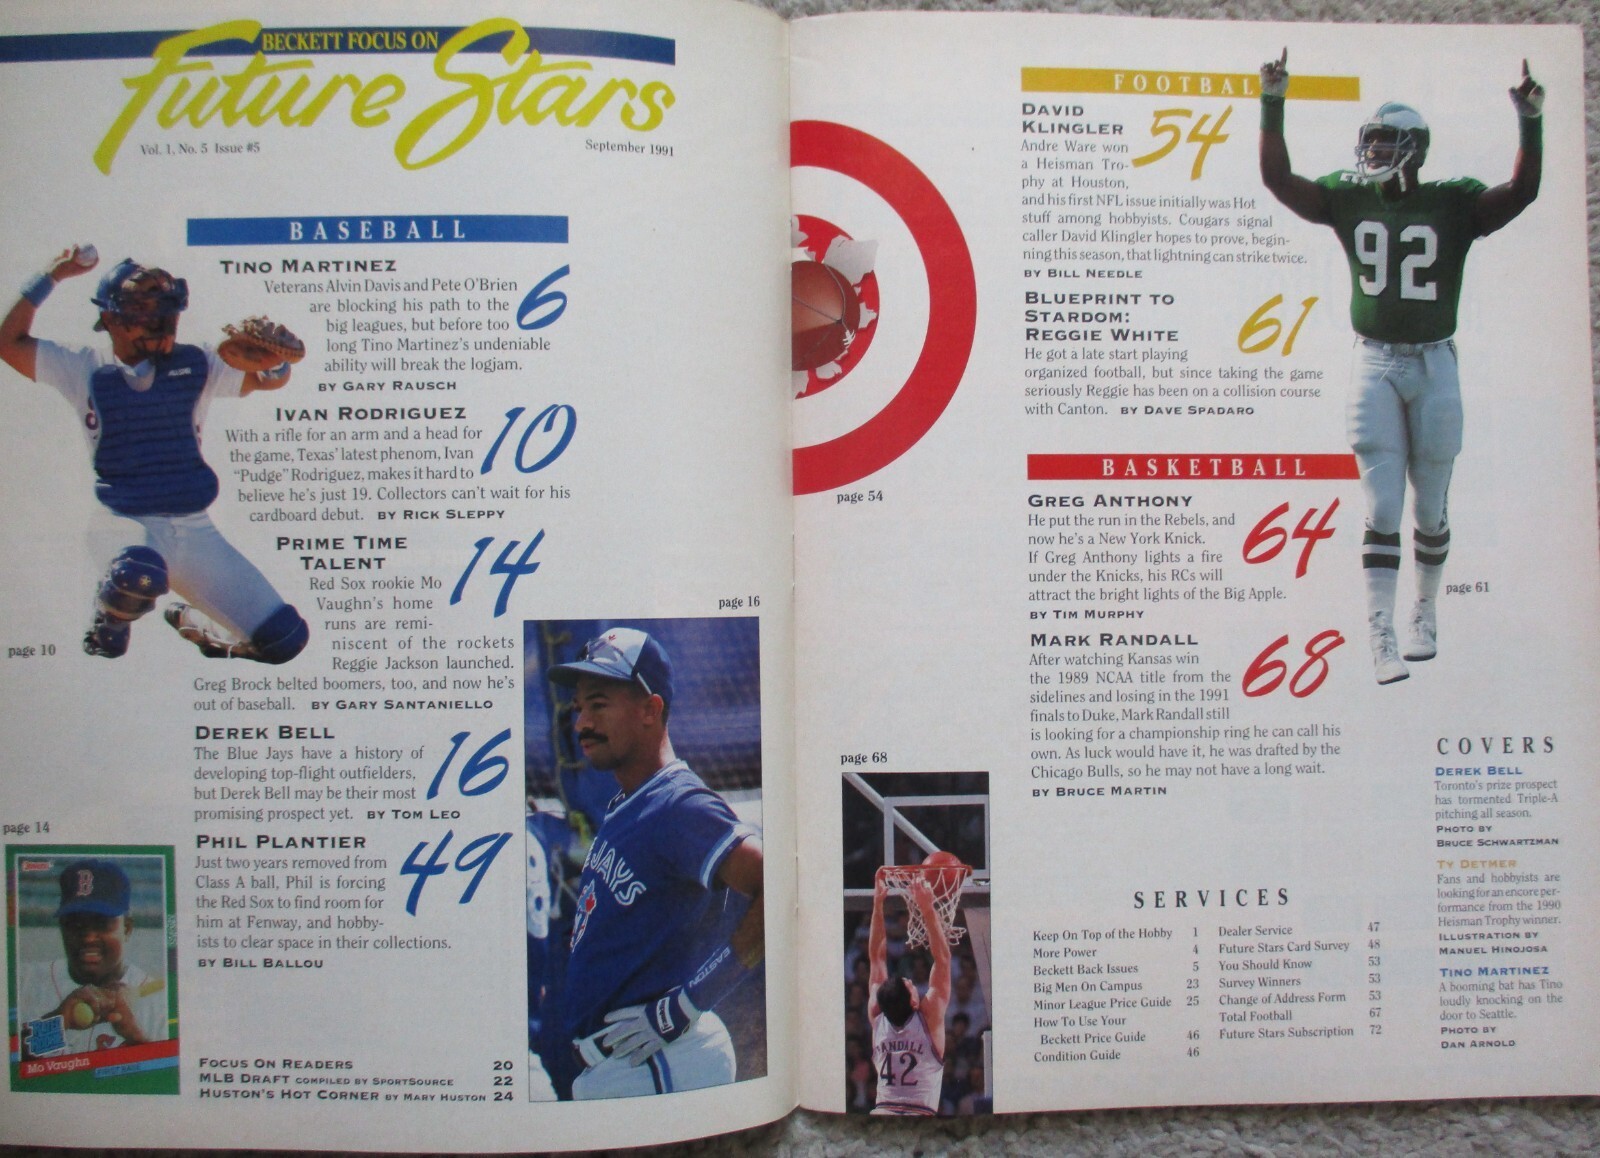 BECKETT FOCUS ON
Future Stars
Vol. 1, No. 5 Issue #5
September 1991
BASEBALL
TINO MARTINEZ
Veterans Alvin Davis and Pete O'Brien
are blocking his path to the
big leagues, but before too
long Tino Martinez's undeniable
ability will break the logjam.
BY GARY RAUSCH
6
IVAN RODRIGUEZ
With a rifle for an arm and a head for
the game, Texas' latest phenom, Ivan
"Pudge" Rodriguez, makes it hard to
believe he's just 19. Collectors can't wait for his
cardboard debut. BY RICK SLEPPY
10
PRIME TIME
TALENT
Red Sox rookie Mo
Vaughn's home
runs are remi-
niscent of the rockets
Reggie Jackson launched.
Greg Brock belted boomers, too, and now he's
out of baseball. BY GARY SANTANIELLO
14
page 10
DEREK BELL
The Blue Jays have a history of
developing top-flight outfielders,
but Derek Bell may be their most
promising prospect yet. BY TOM LEO
16
page 16
PHIL PLANTIER
Just two years removed from
Class A ball, Phil is forcing
the Red Sox to find room for
him at Fenway, and hobby-
ists to clear space in their collections.
BY BILL BALLOU
49
page 14
B
RATED
ROOKIE
Mo Vaughn
FIRST BASE
JAYS
EASTON
FOCUS ON READERS 20
MLB DRAFT COMPILED BY SPORTSOURCE 22
HUSTON'S HOT CORNER BY MARY HUSTON 24
FOOTBAL
DAVID
KLINGLER
54
Andre Ware won
a Heisman Tro-
phy at Houston,
and his first NFL issue initially was Hot
stuff among hobbyists. Cougars signal
caller David Klingler hopes to prove, begin-
ning this season, that lightning can strike twice.
BY BILL NEEDLE
BLUEPRINT TO
STARDOM:
REGGIE WHITE
61
He got a late start playing
organized football, but since taking the game
seriously Reggie has been on a collision course
with Canton. BY DAVE SPADARO
92
page 54
page 61
BASKETBALL
GREG ANTHONY
64
He put the run in the Rebels, and
now he's a New York Knick.
If Greg Anthony lights a fire
under the Knicks, his RCs will
attract the bright lights of the Big Apple.
BY TIM MURPHY
MARK RANDALL
68
After watching Kansas win
the 1989 NCAA title from the
sidelines and losing in the 1991
finals to Duke, Mark Randall still
is looking for a championship ring he can call his
own. As luck would have it, he was drafted by the
Chicago Bulls, so he may not have a long wait.
BY BRUCE MARTIN
page 68
RANDALL
42
SERVICES
Keep On Top of the Hobby 1
More Power 4
Beckett Back Issues 5
Big Men On Campus 23
Minor League Price Guide 25
How To Use Your
Beckett Price Guide 46
Condition Guide 46
Dealer Service 47
Future Stars Card Survey 48
You Should Know 53
Survey Winners 53
Change of Address Form 53
Total Football 67
Future Stars Subscription 72
COVERS
DEREK BELL
Toronto's prize prospect
has tormented Triple-A
pitching all season.
PHOTO BY
BRUCE SCHWARTZMAN
TY DETMER
Fans and hobbyists are
looking for an encore per-
formance from the 1990
Heisman Trophy winner.
ILLUSTRATION BY
MANUEL HINOJOSA
TINO MARTINEZ
A booming bat has Tino
loudly knocking on the
door to Seattle.
PHOTO BY
DAN ARNOLD